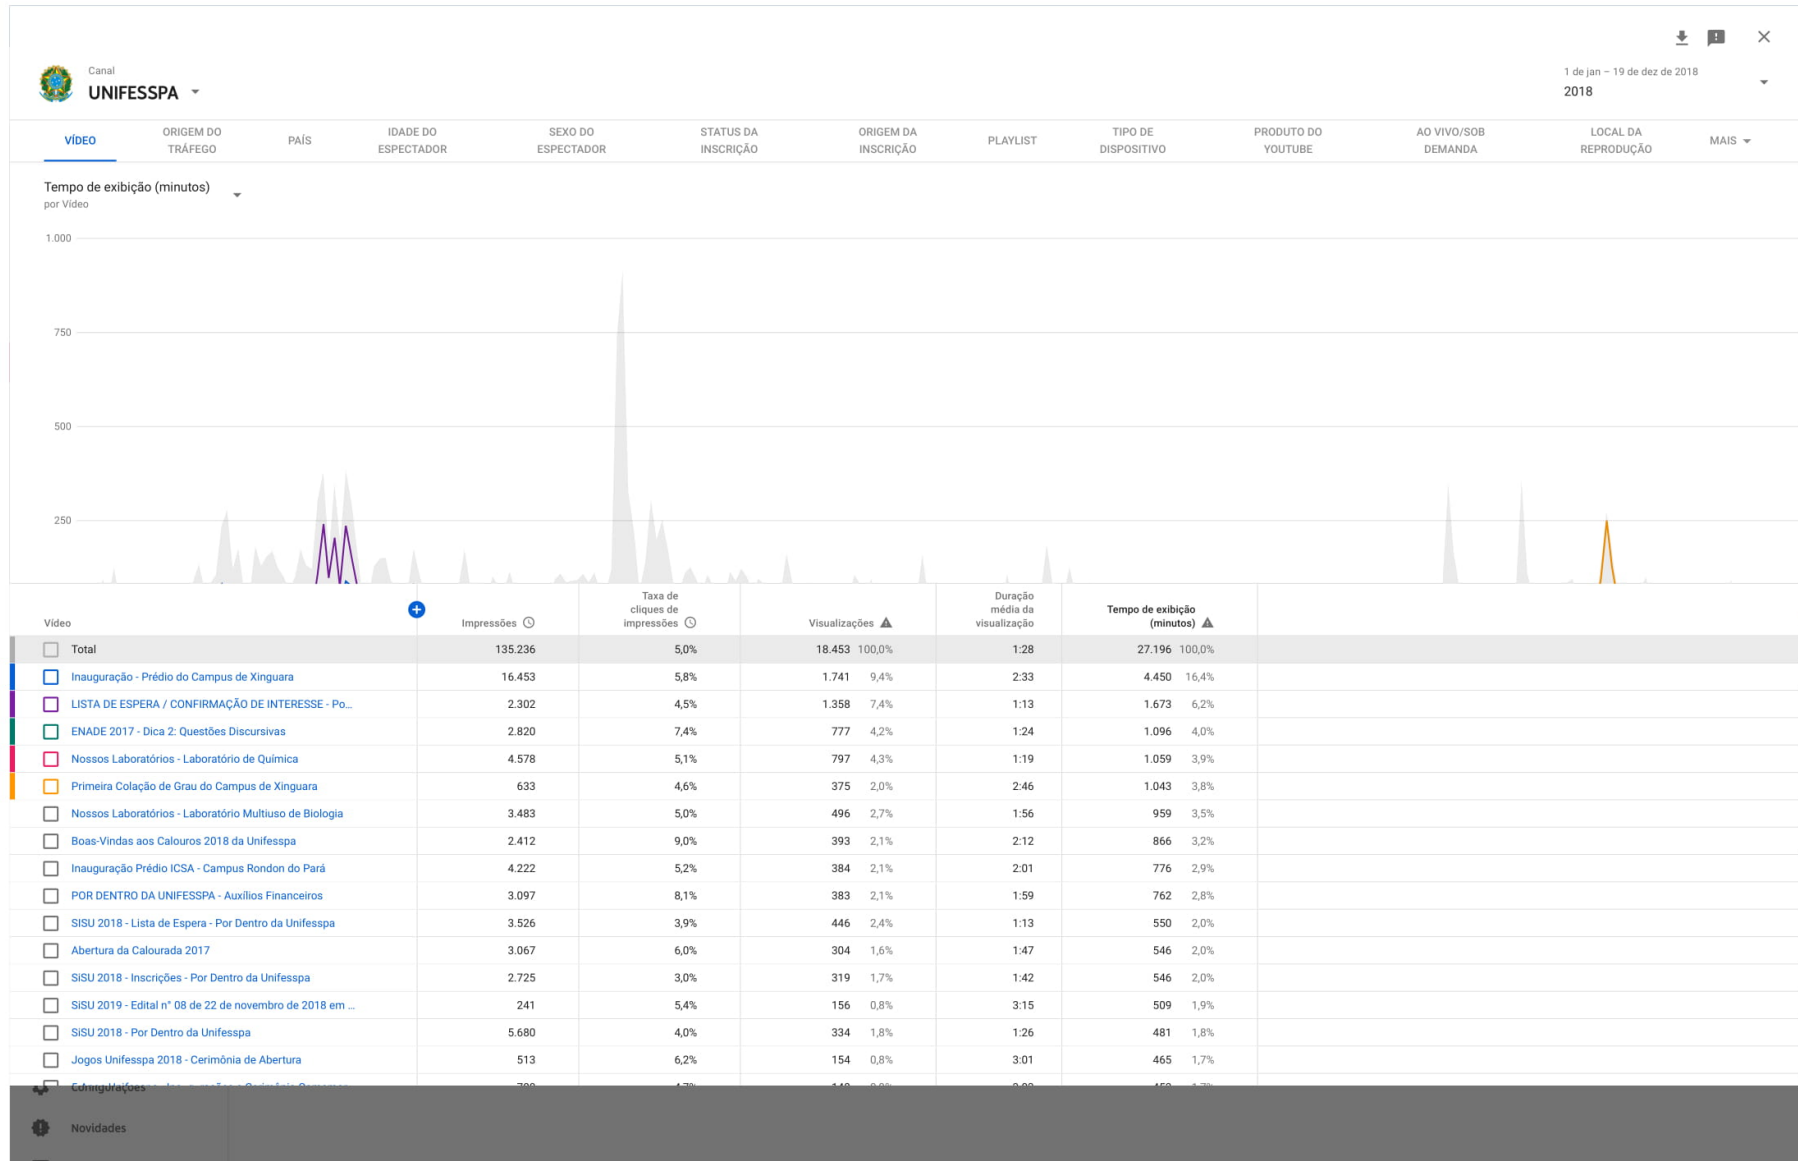 Canal
UNIFESSPA
1 de jan – 19 de dez de 2018
2018
VÍDEO
ORIGEM DO
TRÁFEGO
PAÍS
IDADE DO
ESPECTADOR
SEXO DO
ESPECTADOR
STATUS DA
INSCRIÇÃO
ORIGEM DA
INSCRIÇÃO
PLAYLIST
TIPO DE
DISPOSITIVO
PRODUTO DO
YOUTUBE
AO VIVO/SOB
DEMANDA
LOCAL DA
REPRODUÇÃO
MAIS
Tempo de exibição (minutos)
por Vídeo
1.000
750
500
250
Vídeo
Impressões
Taxa de
cliques de
impressões
Visualizações
Duração
média da
visualização
Tempo de exibição
(minutos)
Total 135.236 5,0% 18.453 100,0% 1:28 27.196 100,0%
Inauguração - Prédio do Campus de Xinguara 16.453 5,8% 1.741 9,4% 2:33 4.450 16,4%
LISTA DE ESPERA / CONFIRMAÇÃO DE INTERESSE - Po... 2.302 4,5% 1.358 7,4% 1:13 1.673 6,2%
ENADE 2017 - Dica 2: Questões Discursivas 2.820 7,4% 777 4,2% 1:24 1.096 4,0%
Nossos Laboratórios - Laboratório de Química 4.578 5,1% 797 4,3% 1:19 1.059 3,9%
Primeira Colação de Grau do Campus de Xinguara 633 4,6% 375 2,0% 2:46 1.043 3,8%
Nossos Laboratórios - Laboratório Multiuso de Biologia 3.483 5,0% 496 2,7% 1:56 959 3,5%
Boas-Vindas aos Calouros 2018 da Unifesspa 2.412 9,0% 393 2,1% 2:12 866 3,2%
Inauguração Prédio ICSA - Campus Rondon do Pará 4.222 5,2% 384 2,1% 2:01 776 2,9%
POR DENTRO DA UNIFESSPA - Auxílios Financeiros 3.097 8,1% 383 2,1% 1:59 762 2,8%
SISU 2018 - Lista de Espera - Por Dentro da Unifesspa 3.526 3,9% 446 2,4% 1:13 550 2,0%
Abertura da Calourada 2017 3.067 6,0% 304 1,6% 1:47 546 2,0%
SiSU 2018 - Inscrições - Por Dentro da Unifesspa 2.725 3,0% 319 1,7% 1:42 546 2,0%
SiSU 2019 - Edital n° 08 de 22 de novembro de 2018 em ... 241 5,4% 156 0,8% 3:15 509 1,9%
SiSU 2018 - Por Dentro da Unifesspa 5.680 4,0% 334 1,8% 1:26 481 1,8%
Jogos Unifesspa 2018 - Cerimônia de Abertura 513 6,2% 154 0,8% 3:01 465 1,7%
Configurações
Novidades